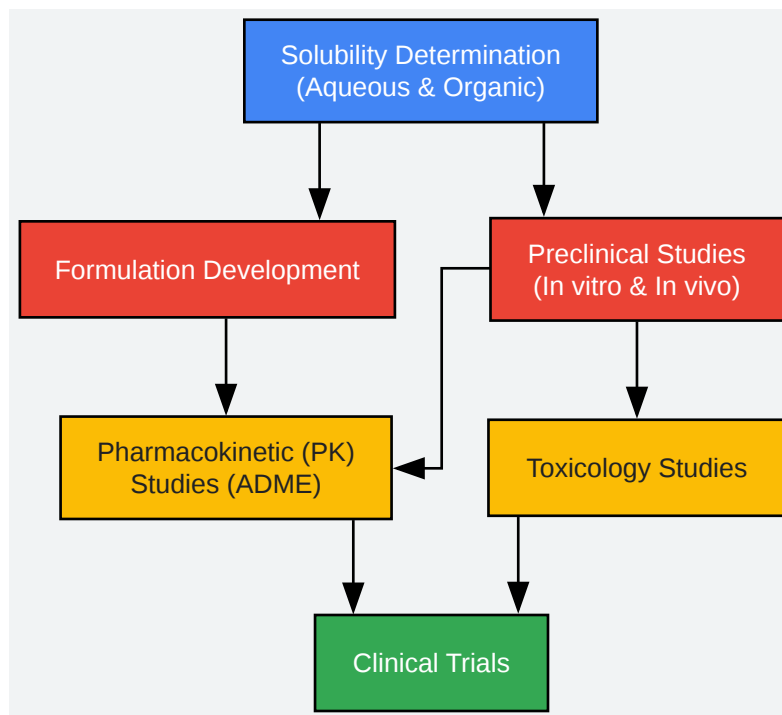 Solubility Determination
(Aqueous & Organic)
Formulation Development
Preclinical Studies
(In vitro & In vivo)
Pharmacokinetic (PK)
Studies (ADME)
Toxicology Studies
Clinical Trials